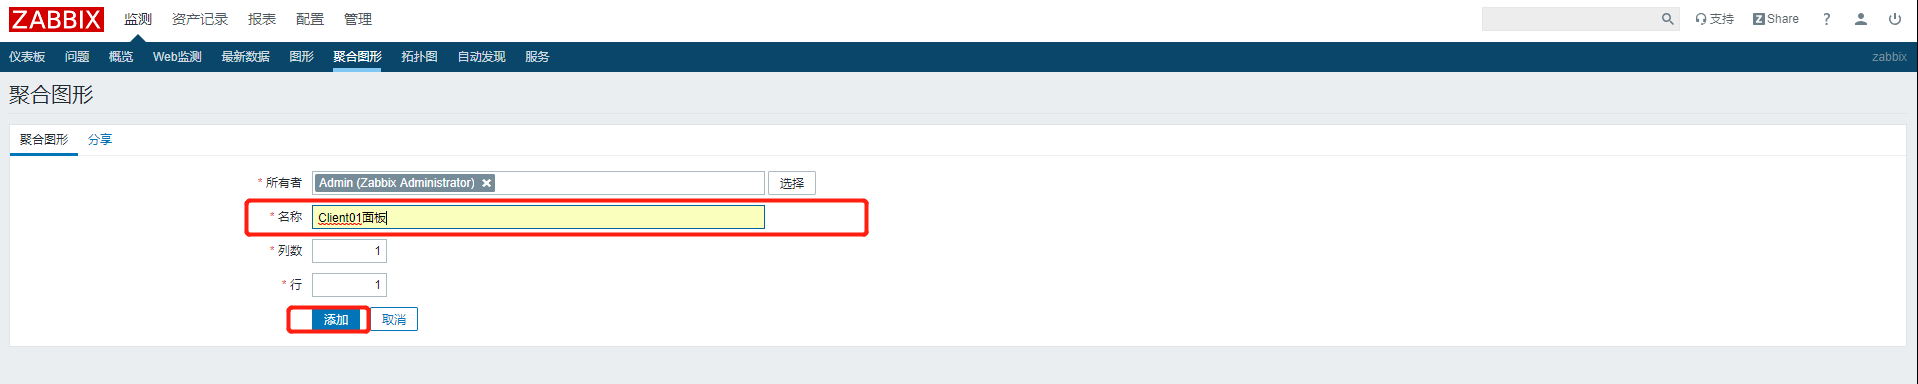 ZABBIX 监测 资产记录 报表 配置 管理 支持 Z Share ?
仪表板 问题 概览 Web监测 最新数据 图形 聚合图形 拓扑图 自动发现 服务 zabbix
聚合图形
聚合图形 分享
* 所有者 Admin (Zabbix Administrator) 选择
* 名称 Client01面板
* 列数 1
* 行 1
添加 取消